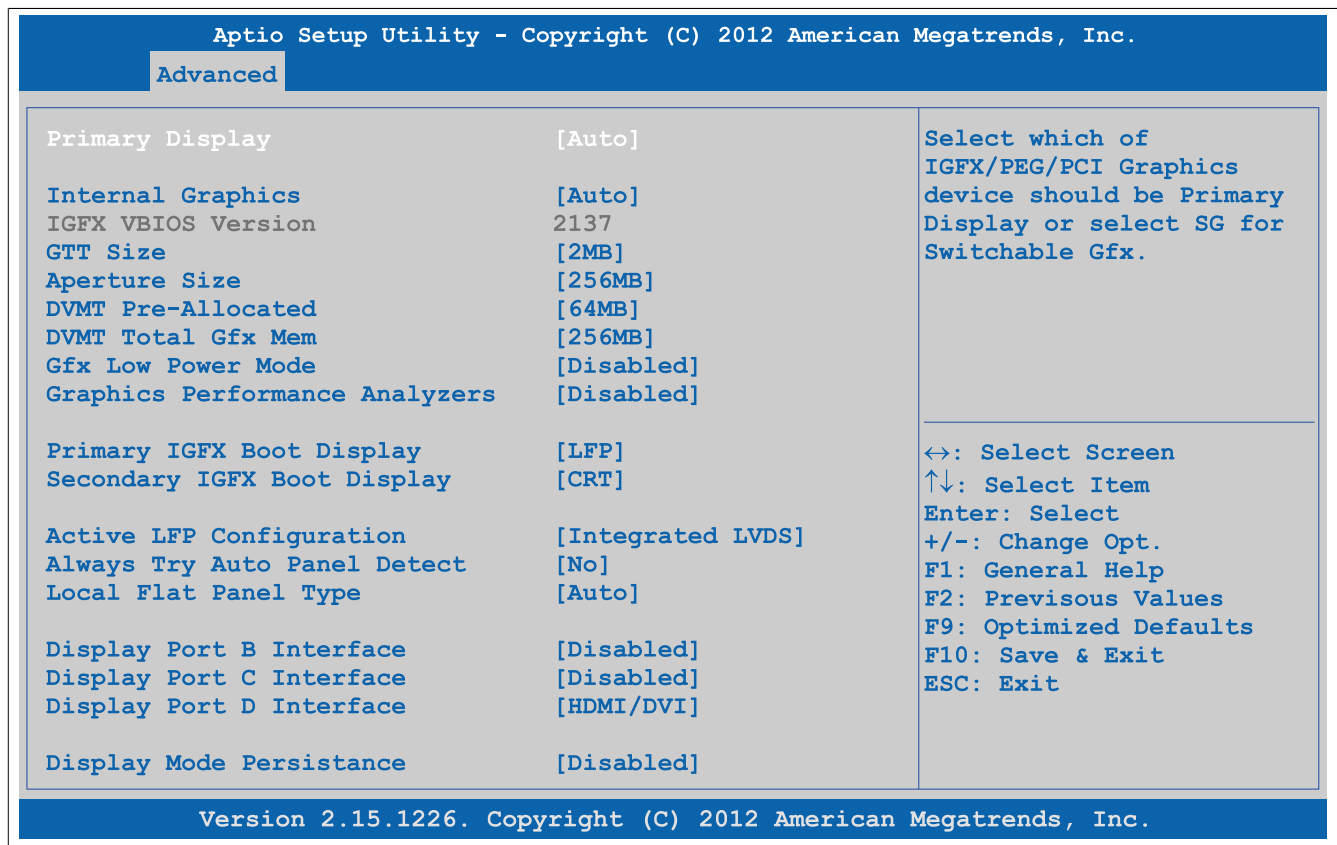 Aptio Setup Utility - Copyright (C) 2012 American Megatrends, Inc.
Advanced
Primary Display [Auto]
Internal Graphics [Auto]
IGFX VBIOS Version 2137
GTT Size [2MB]
Aperture Size [256MB]
DVMT Pre-Allocated [64MB]
DVMT Total Gfx Mem [256MB]
Gfx Low Power Mode [Disabled]
Graphics Performance Analyzers [Disabled]
Primary IGFX Boot Display [LFP]
Secondary IGFX Boot Display [CRT]
Active LFP Configuration [Integrated LVDS]
Always Try Auto Panel Detect [No]
Local Flat Panel Type [Auto]
Display Port B Interface [Disabled]
Display Port C Interface [Disabled]
Display Port D Interface [HDMI/DVI]
Display Mode Persistance [Disabled]
Select which of
IGFX/PEG/PCI Graphics
device should be Primary
Display or select SG for
Switchable Gfx.
↔: Select Screen
↑↓: Select Item
Enter: Select
+/-: Change Opt.
F1: General Help
F2: Previsous Values
F9: Optimized Defaults
F10: Save & Exit
ESC: Exit
Version 2.15.1226. Copyright (C) 2012 American Megatrends, Inc.